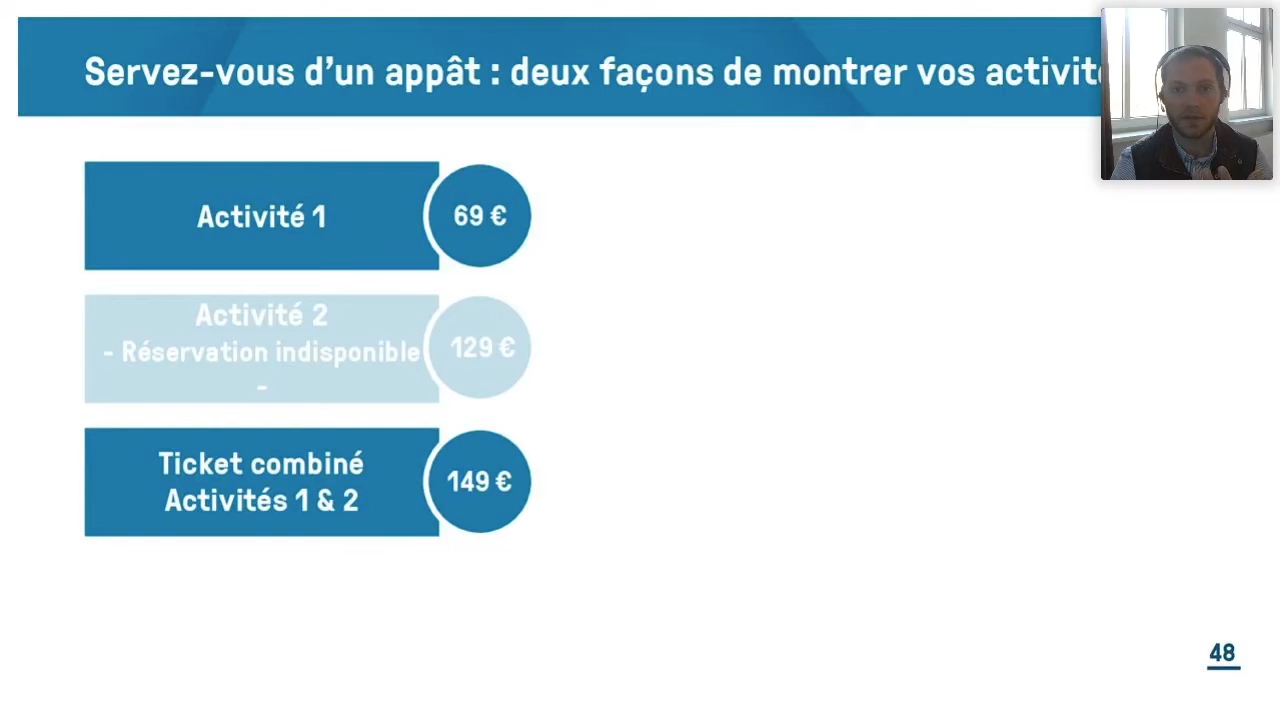 Servez-vous d’un appât : deux façons de montrer vos activit
Activité 1
69 €
Activité 2
- Réservation indisponible
-
129 €
Ticket combiné
Activités 1 & 2
149 €
48